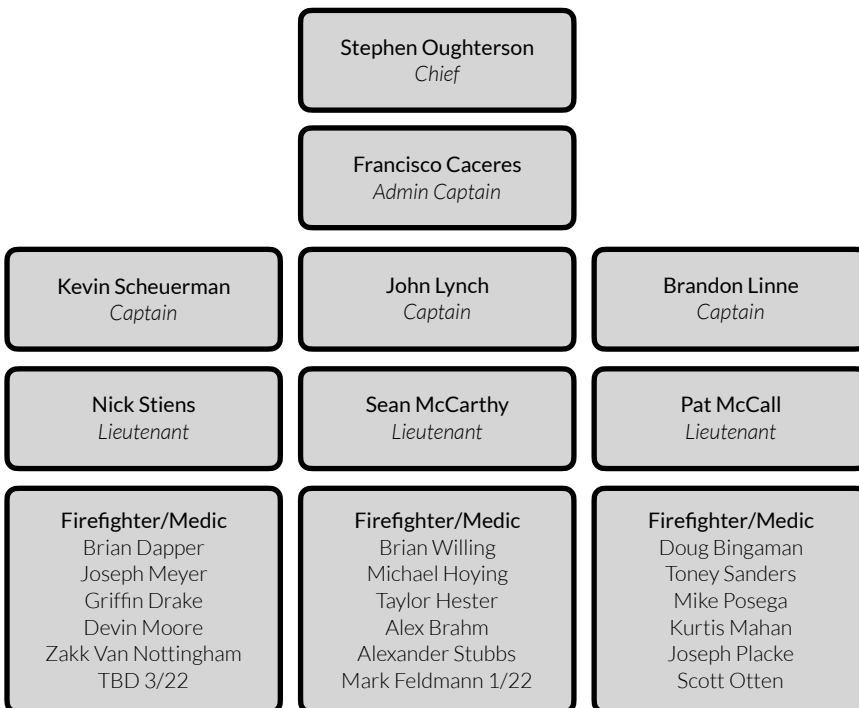 Stephen Oughterson
Chief
Francisco Caceres
Admin Captain
Kevin Scheuerman
Captain
John Lynch
Captain
Brandon Linne
Captain
Nick Stiens
Lieutenant
Sean McCarthy
Lieutenant
Pat McCall
Lieutenant
Firefighter/Medic
Brian Dapper
Joseph Meyer
Griffin Drake
Devin Moore
Zakk Van Nottingham
TBD 3/22
Firefighter/Medic
Brian Willing
Michael Hoying
Taylor Hester
Alex Brahm
Alexander Stubbs
Mark Feldmann 1/22
Firefighter/Medic
Doug Bingaman
Toney Sanders
Mike Posega
Kurtis Mahan
Joseph Placke
Scott Otten